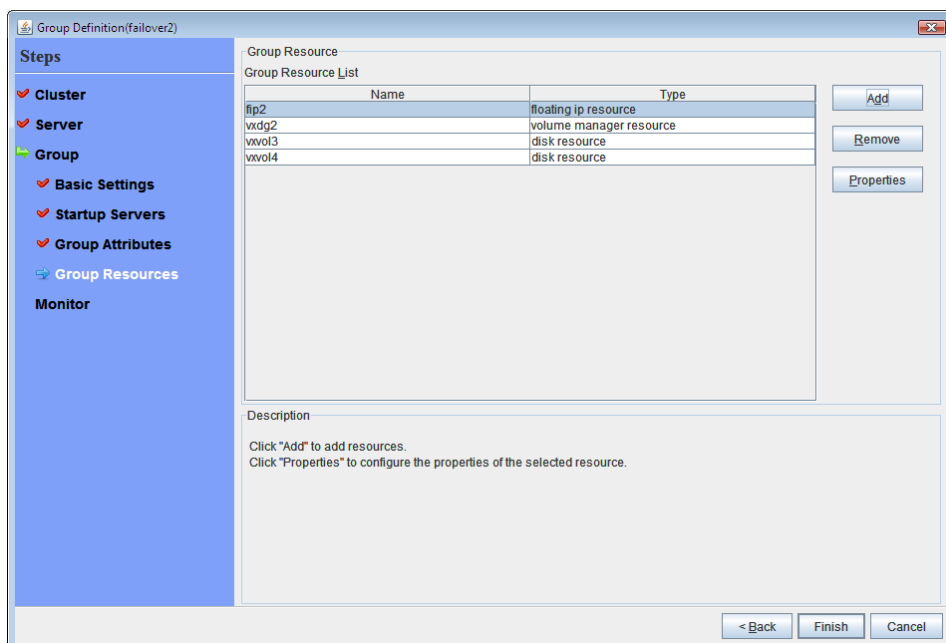 Group Definition(failover2)
Steps
Cluster
Server
Group
Basic Settings
Startup Servers
Group Attributes
Group Resources
Monitor
Group Resource
Group Resource List
Name Type
fip2 floating ip resource
vxdg2 volume manager resource
vxvol3 disk resource
vxvol4 disk resource
Add
Remove
Properties
Description
Click "Add" to add resources.
Click "Properties" to configure the properties of the selected resource.
< Back Finish Cancel